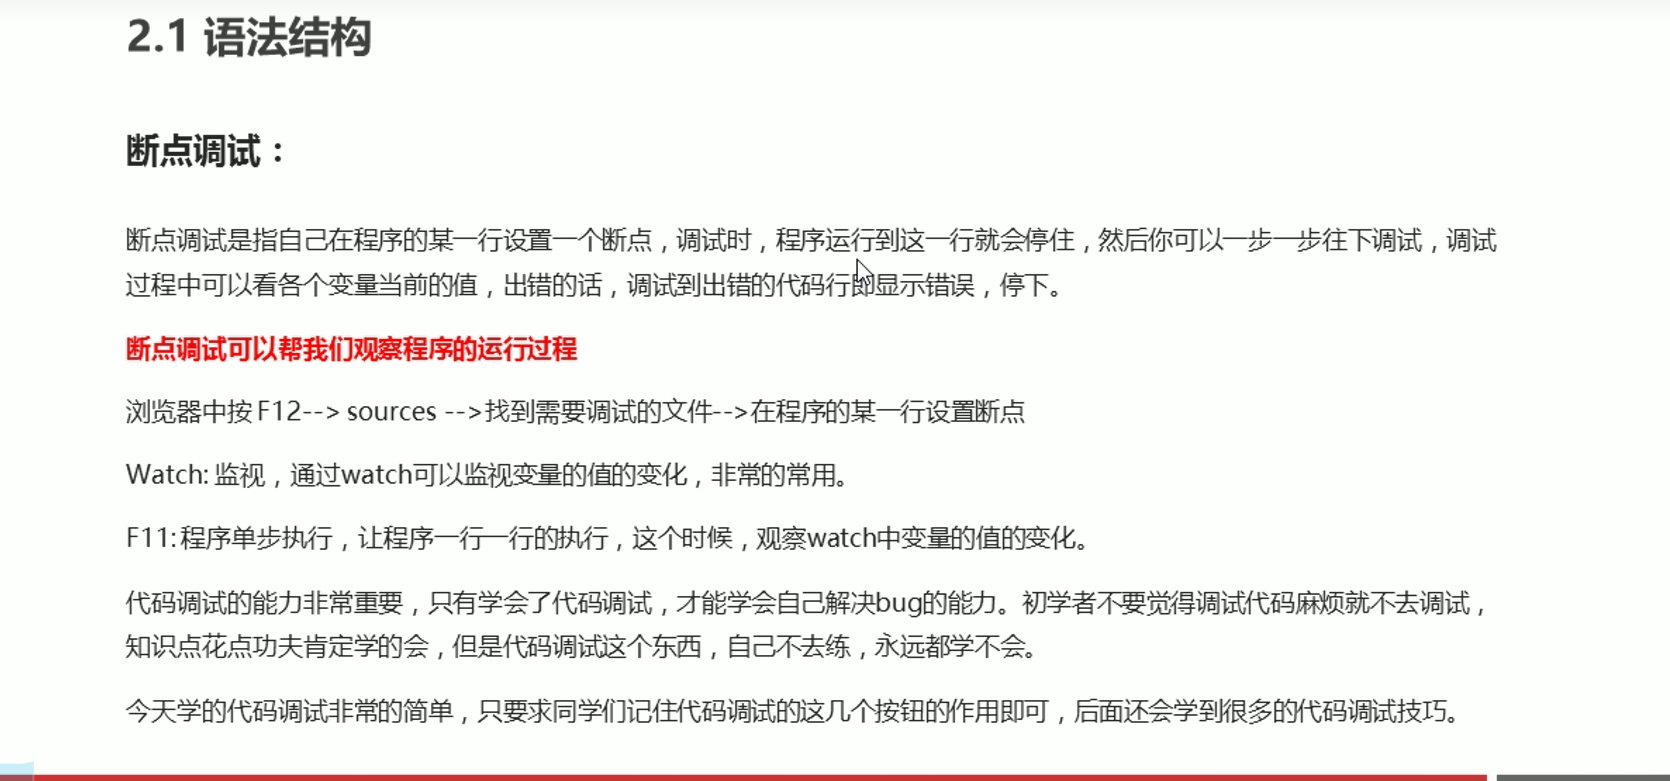 2.1 语法结构
断点调试：
断点调试是指自己在程序的某一行设置一个断点，调试时，程序运行到这一行就会停住，然后你可以一步一步往下调试，调试
过程中可以看各个变量当前的值，出错的话，调试到出错的代码行即显示错误，停下。
断点调试可以帮我们观察程序的运行过程
浏览器中按 F12--> sources -->找到需要调试的文件-->在程序的某一行设置断点
Watch: 监视，通过watch可以监视变量的值的变化，非常的常用。
F11: 程序单步执行，让程序一行一行的执行，这个时候，观察watch中变量的值的变化。
代码调试的能力非常重要，只有学会了代码调试，才能学会自己解决bug的能力。初学者不要觉得调试代码麻烦就不去调试，
知识点花点功夫肯定学的会，但是代码调试这个东西，自己不去练，永远都学不会。
今天学的代码调试非常的简单，只要求同学们记住代码调试的这几个按钮的作用即可，后面还会学到很多的代码调试技巧。